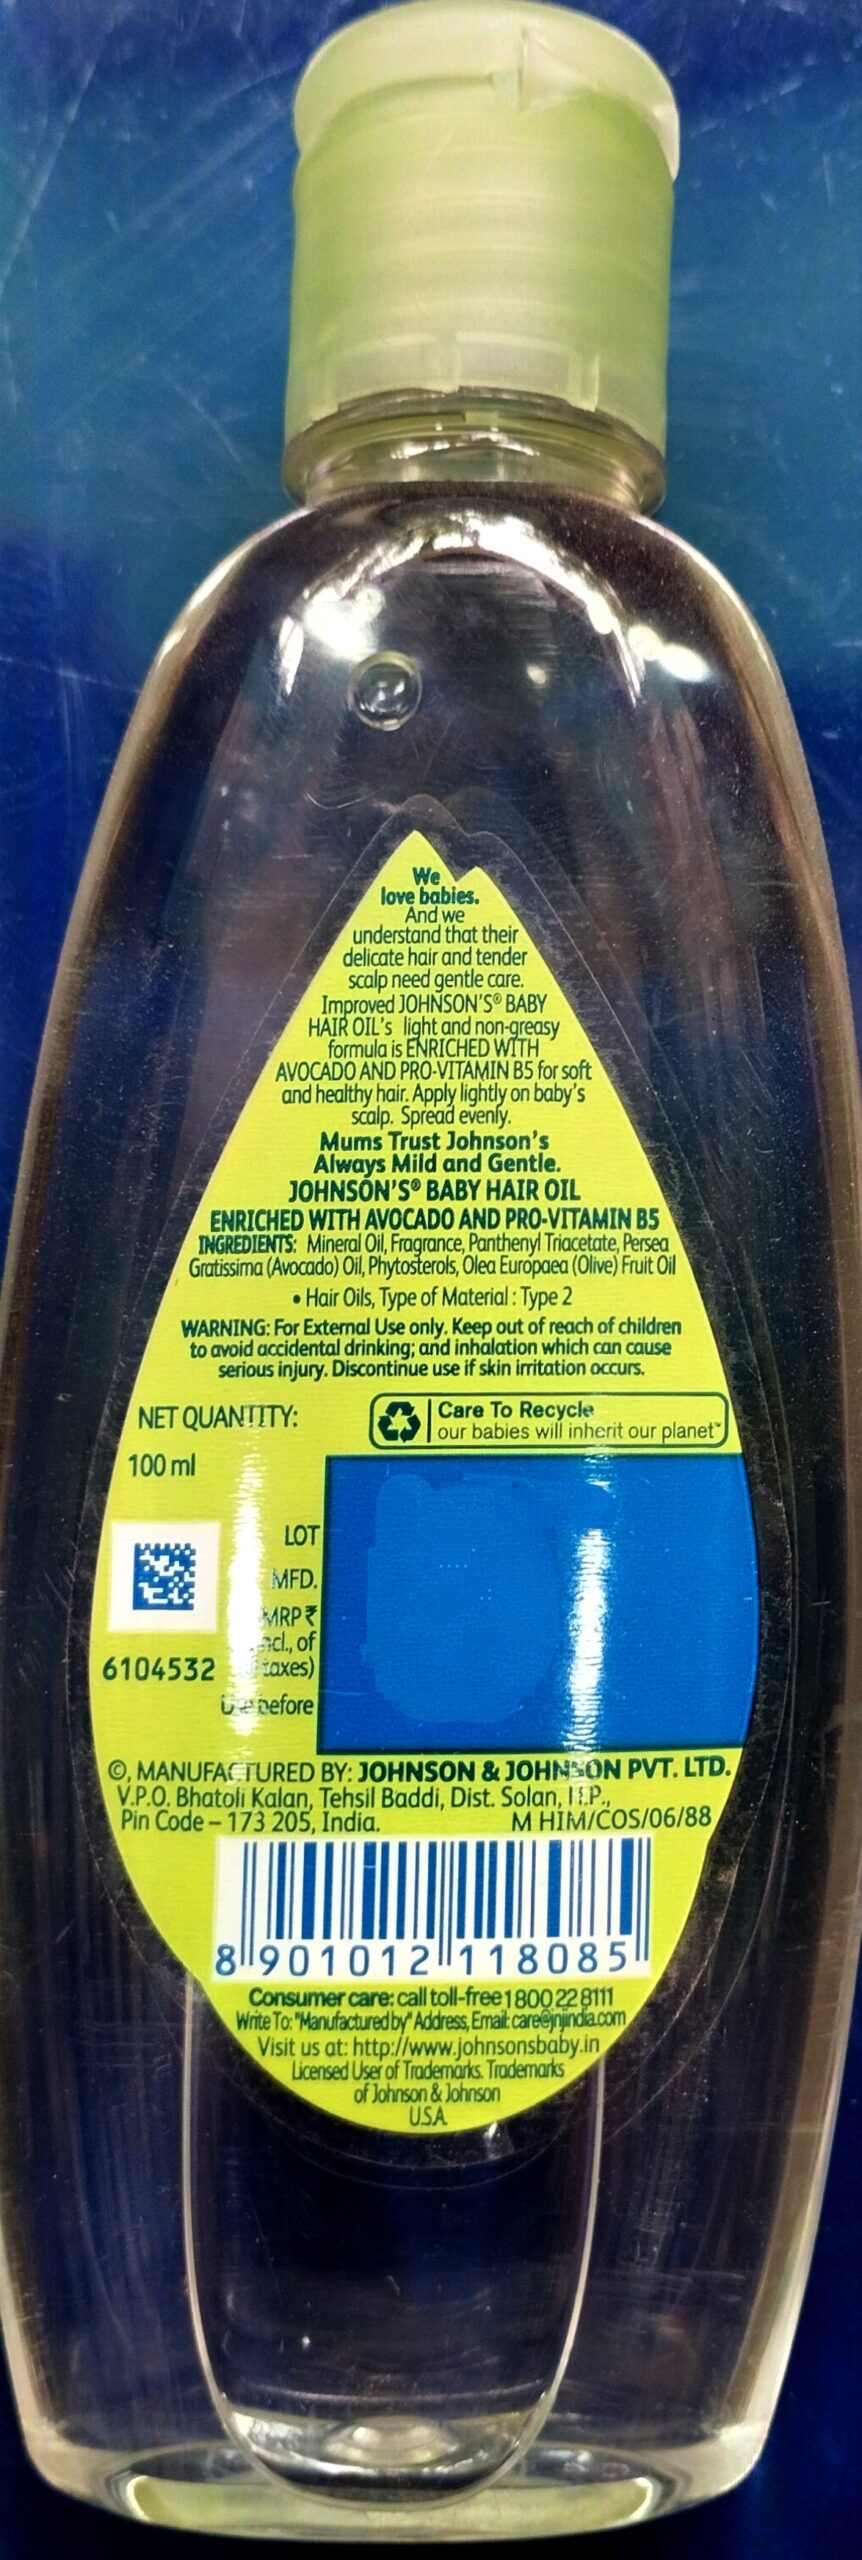 We
love babies.
And we
understand that their
delicate hair and tender
scalp need gentle care.
Improved JOHNSON'S® BABY
HAIR OIL's light and non-greasy
formula is ENRICHED WITH
AVOCADO AND PRO-VITAMIN B5 for soft
and healthy hair. Apply lightly on baby's
scalp. Spread evenly.
Mums Trust Johnson's
Always Mild and Gentle.
JOHNSON'S® BABY HAIR OIL
ENRICHED WITH AVOCADO AND PRO-VITAMIN B5
INGREDIENTS: Mineral Oil, Fragrance, Panthenyl Triacetate, Persea
Gratissima (Avocado) Oil, Phytosterols, Olea Europaea (Olive) Fruit Oil
• Hair Oils, Type of Material : Type 2
WARNING: For External Use only. Keep out of reach of children
to avoid accidental drinking; and inhalation which can cause
serious injury. Discontinue use if skin irritation occurs.
NET QUANTITY:
100 ml
Care To Recycle
our babies will inherit our planet™
LOT
MFD.
MRP ₹
incl., of
taxes)
Use before
6104532
©, MANUFACTURED BY: JOHNSON & JOHNSON PVT. LTD.
V.P.O. Bhatoli Kalan, Tehsil Baddi, Dist. Solan, H.P.,
Pin Code – 173 205, India. M HIM/COS/06/88
8 901012 118085
Consumer care: call toll-free 1 800 22 8111
Write To: "Manufactured by" Address, Email: care@jnjindia.com
Visit us at: http://www.johnsonsbaby.in
Licensed User of Trademarks. Trademarks
of Johnson & Johnson
U.S.A.